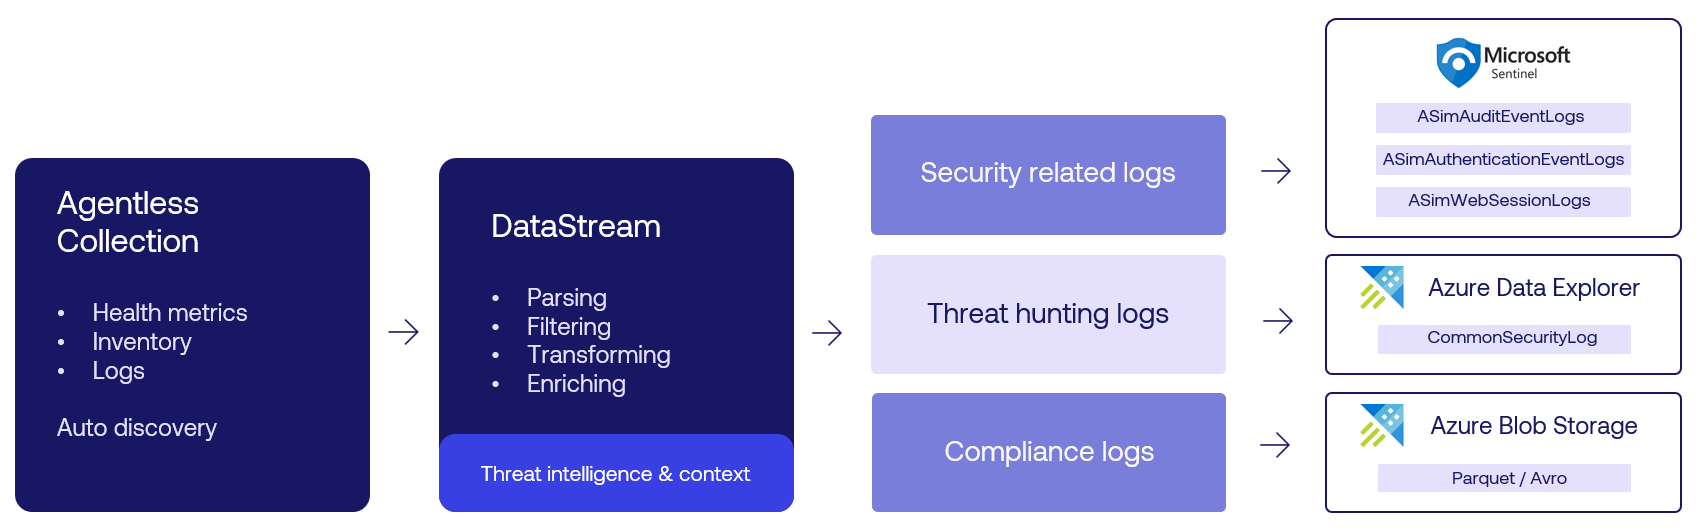 Agentless
Collection
• Health metrics
• Inventory
• Logs
Auto discovery
DataStream
• Parsing
• Filtering
• Transforming
• Enriching
Threat intelligence & context
Security related logs
Threat hunting logs
Compliance logs
Microsoft
Sentinel
ASimAuditEventLogs
ASimAuthenticationEventLogs
ASimWebSessionLogs
Azure Data Explorer
CommonSecurityLog
Azure Blob Storage
Parquet / Avro